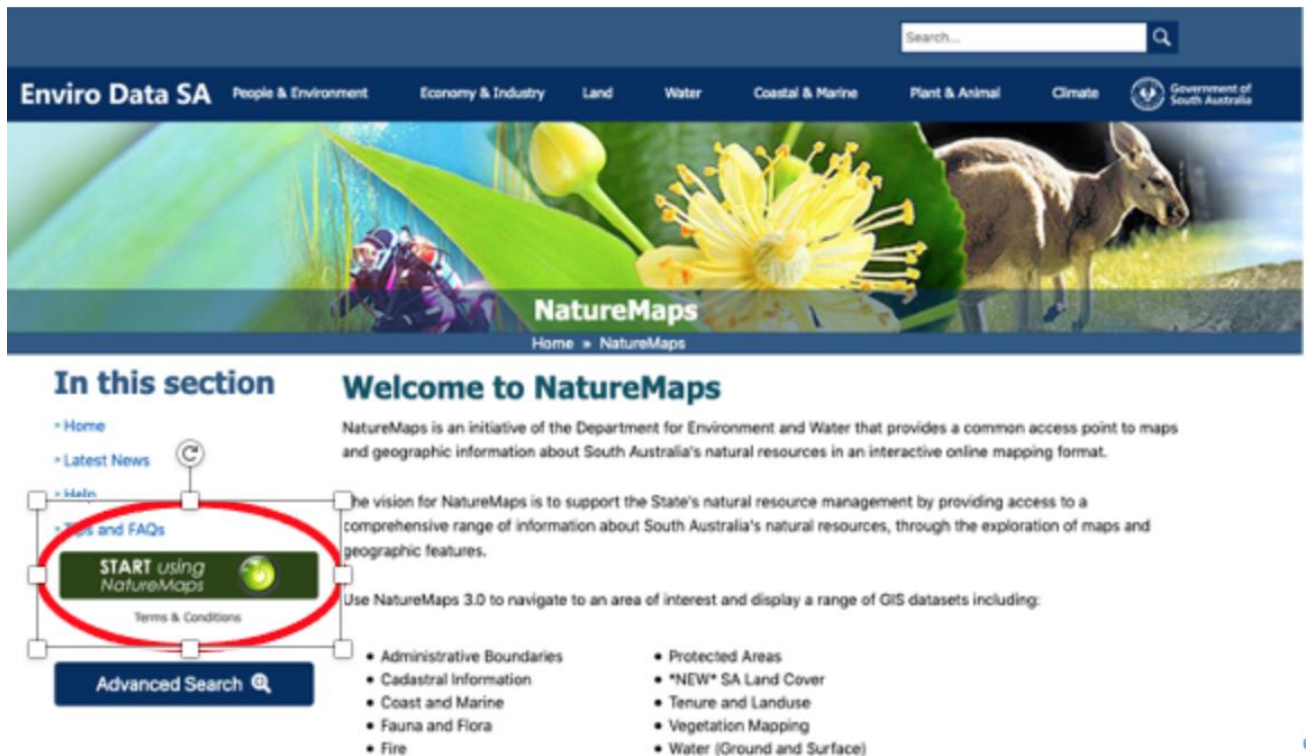 Search...
Enviro Data SA People & Environment Economy & Industry Land Water Coastal & Marine Plant & Animal Climate Government of
South Australia
NatureMaps
Home » NatureMaps
In this section
Home
Latest News
Help
Tips and FAQs
START using
NatureMaps
Terms & Conditions
Advanced Search
Welcome to NatureMaps
NatureMaps is an initiative of the Department for Environment and Water that provides a common access point to maps
and geographic information about South Australia's natural resources in an interactive online mapping format.
The vision for NatureMaps is to support the State's natural resource management by providing access to a
comprehensive range of information about South Australia's natural resources, through the exploration of maps and
geographic features.
Use NatureMaps 3.0 to navigate to an area of interest and display a range of GIS datasets including:
• Administrative Boundaries
• Cadastral Information
• Coast and Marine
• Fauna and Flora
• Fire
• Protected Areas
• *NEW* SA Land Cover
• Tenure and Landuse
• Vegetation Mapping
• Water (Ground and Surface)